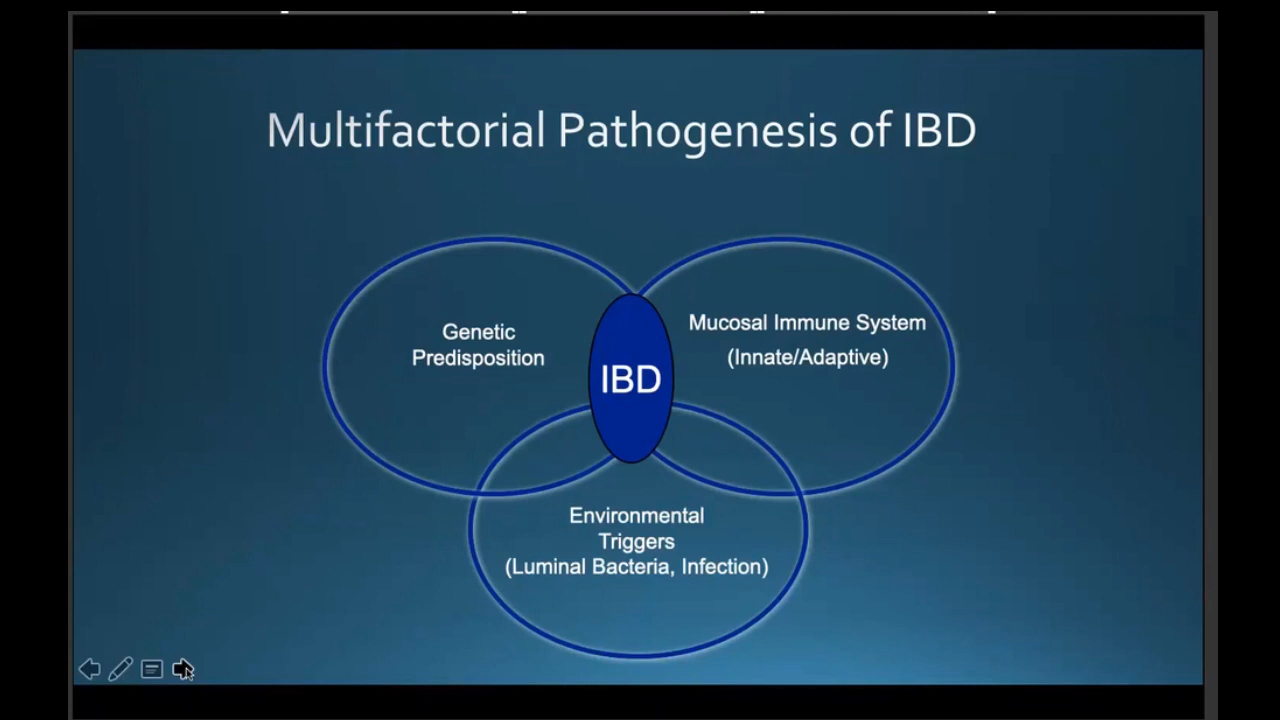 Multifactorial Pathogenesis of IBD
Genetic
Predisposition
IBD
Mucosal Immune System
(Innate/Adaptive)
Environmental
Triggers
(Luminal Bacteria, Infection)